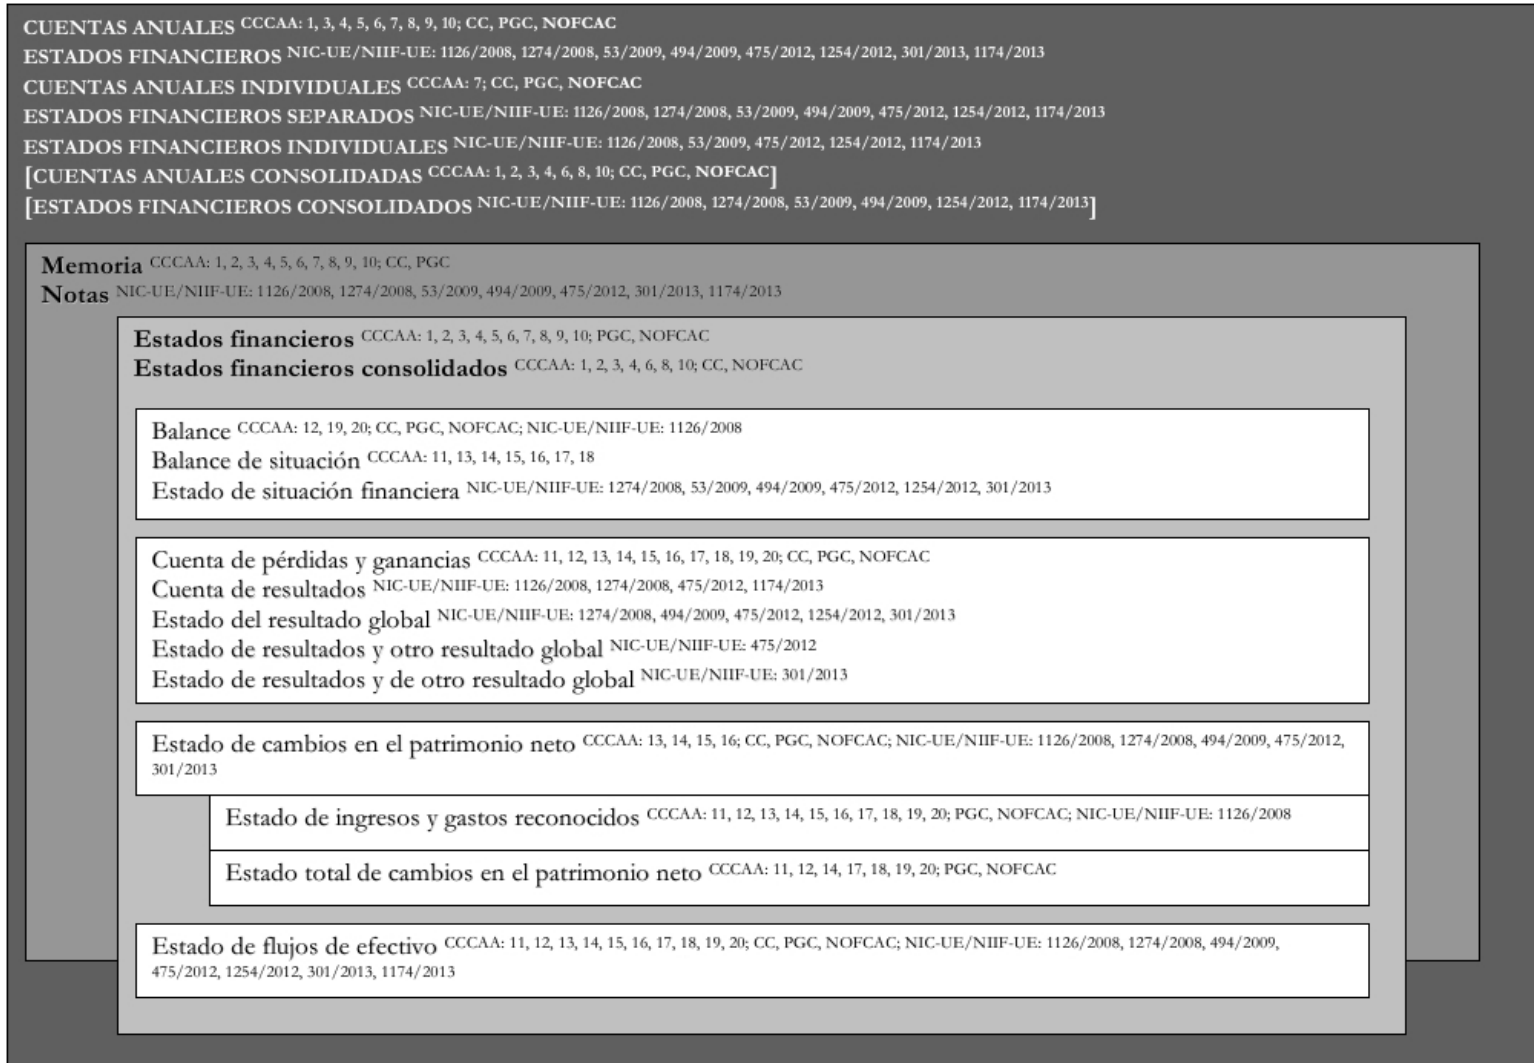 CUENTAS ANUALES CCCAA: 1, 3, 4, 5, 6, 7, 8, 9, 10; CC, PGC, NOFCAC
ESTADOS FINANCIEROS NIC-UE/NIIF-UE: 1126/2008, 1274/2008, 53/2009, 494/2009, 475/2012, 1254/2012, 301/2013, 1174/2013
CUENTAS ANUALES INDIVIDUALES CCCAA: 7; CC, PGC, NOFCAC
ESTADOS FINANCIEROS SEPARADOS NIC-UE/NIIF-UE: 1126/2008, 1274/2008, 53/2009, 494/2009, 475/2012, 1254/2012, 1174/2013
ESTADOS FINANCIEROS INDIVIDUALES NIC-UE/NIIF-UE: 1126/2008, 53/2009, 475/2012, 1254/2012, 1174/2013
[CUENTAS ANUALES CONSOLIDADAS CCCAA: 1, 2, 3, 4, 6, 8, 10; CC, PGC, NOFCAC]
[ESTADOS FINANCIEROS CONSOLIDADOS NIC-UE/NIIF-UE: 1126/2008, 1274/2008, 53/2009, 494/2009, 1254/2012, 1174/2013]
Memoria CCCAA: 1, 2, 3, 4, 5, 6, 7, 8, 9, 10; CC, PGC
Notas NIC-UE/NIIF-UE: 1126/2008, 1274/2008, 53/2009, 494/2009, 475/2012, 301/2013, 1174/2013
Estados financieros CCCAA: 1, 2, 3, 4, 5, 6, 7, 8, 9, 10; PGC, NOFCAC
Estados financieros consolidados CCCAA: 1, 2, 3, 4, 6, 8, 10; CC, NOFCAC
Balance CCCAA: 12, 19, 20; CC, PGC, NOFCAC; NIC-UE/NIIF-UE: 1126/2008
Balance de situación CCCAA: 11, 13, 14, 15, 16, 17, 18
Estado de situación financiera NIC-UE/NIIF-UE: 1274/2008, 53/2009, 494/2009, 475/2012, 1254/2012, 301/2013
Cuenta de pérdidas y ganancias CCCAA: 11, 12, 13, 14, 15, 16, 17, 18, 19, 20; CC, PGC, NOFCAC
Cuenta de resultados NIC-UE/NIIF-UE: 1126/2008, 1274/2008, 475/2012, 1174/2013
Estado del resultado global NIC-UE/NIIF-UE: 1274/2008, 494/2009, 475/2012, 1254/2012, 301/2013
Estado de resultados y otro resultado global NIC-UE/NIIF-UE: 475/2012
Estado de resultados y de otro resultado global NIC-UE/NIIF-UE: 301/2013
Estado de cambios en el patrimonio neto CCCAA: 13, 14, 15, 16; CC, PGC, NOFCAC; NIC-UE/NIIF-UE: 1126/2008, 1274/2008, 494/2009, 475/2012,
301/2013
Estado de ingresos y gastos reconocidos CCCAA: 11, 12, 13, 14, 15, 16, 17, 18, 19, 20; PGC, NOFCAC; NIC-UE/NIIF-UE: 1126/2008
Estado total de cambios en el patrimonio neto CCCAA: 11, 12, 14, 17, 18, 19, 20; PGC, NOFCAC
Estado de flujos de efectivo CCCAA: 11, 12, 13, 14, 15, 16, 17, 18, 19, 20; CC, PGC, NOFCAC; NIC-UE/NIIF-UE: 1126/2008, 1274/2008, 494/2009,
475/2012, 1254/2012, 301/2013, 1174/2013